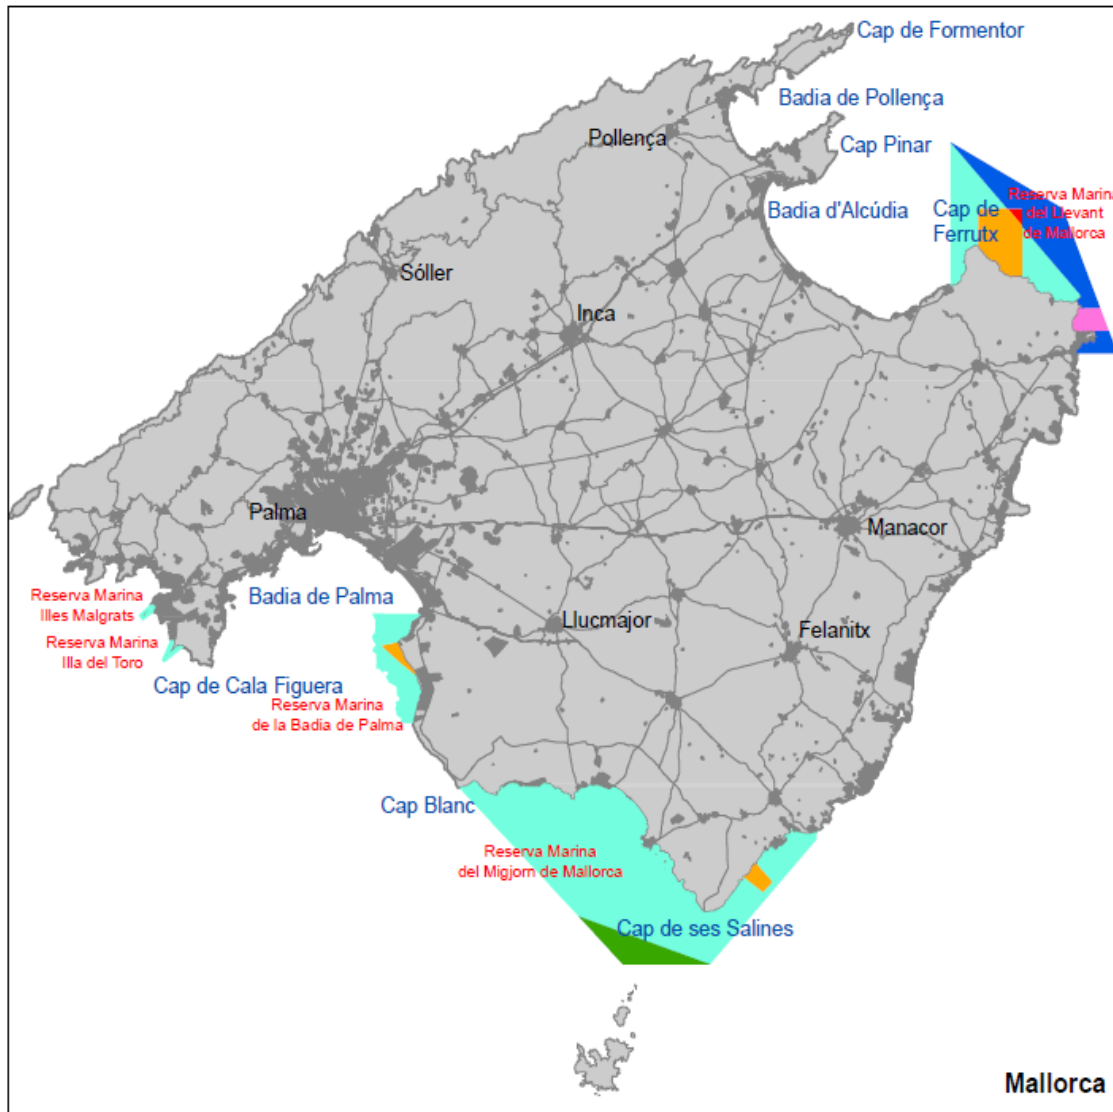 Cap de Formentor
Badia de Pollença
Pollença
Cap Pinar
Badia d'Alcúdia
Cap de
Ferrutx
Reserva Marina
del Llevant
de Mallorca
Sóller
Inca
Palma
Manacor
Reserva Marina
Illes Malgrats
Badia de Palma
Llucmajor
Felanitx
Reserva Marina
Illa del Toro
Cap de Cala Figuera
Reserva Marina
de la Badia de Palma
Cap Blanc
Reserva Marina
del Migjorn de Mallorca
Cap de ses Salines
Mallorca